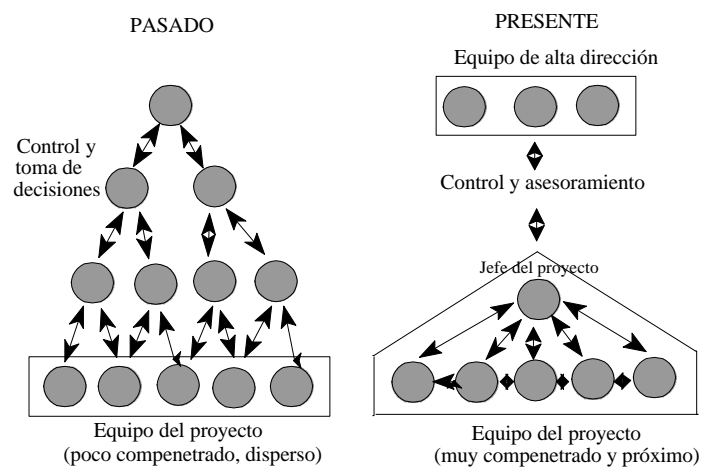 PASADO
Control y
toma de
decisiones
Equipo del proyecto
(poco compenetrado, disperso)
PRESENTE
Equipo de alta dirección
Control y asesoramiento
Jefe del proyecto
Equipo del proyecto
(muy compenetrado y próximo)